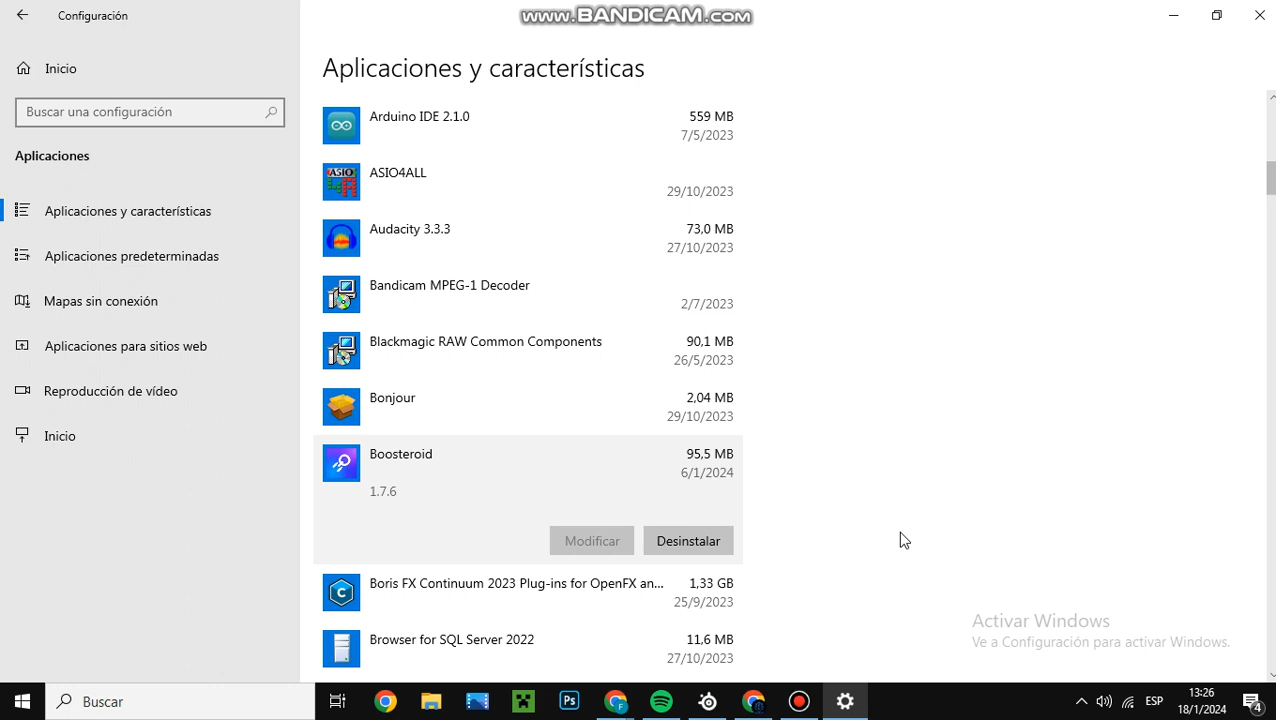 Configuración
www.BANDICAM.com
Inicio
Buscar una configuración
Aplicaciones
Aplicaciones y características
Aplicaciones predeterminadas
Mapas sin conexión
Aplicaciones para sitios web
Reproducción de vídeo
Inicio
Aplicaciones y características
Arduino IDE 2.1.0 559 MB
7/5/2023
ASIO4ALL
29/10/2023
Audacity 3.3.3 73,0 MB
27/10/2023
Bandicam MPEG-1 Decoder
2/7/2023
Blackmagic RAW Common Components 90,1 MB
26/5/2023
Bonjour 2,04 MB
29/10/2023
Boosteroid 95,5 MB
6/1/2024
1.7.6
Modificar Desinstalar
Boris FX Continuum 2023 Plug-ins for OpenFX an... 1,33 GB
25/9/2023
Browser for SQL Server 2022 11,6 MB
27/10/2023
Activar Windows
Ve a Configuración para activar Windows.
Buscar
Ps
F
ESP
13:26
18/1/2024
4